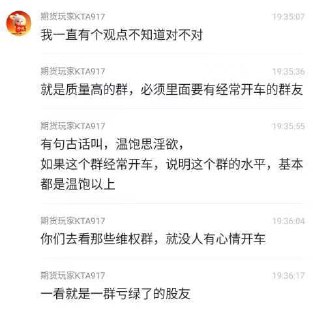 期货玩家KTA917 19:35:07
我一直有个观点不知道对不对
期货玩家KTA917 19:35:36
就是质量高的群，必须里面要有经常开车的群友
期货玩家KTA917 19:35:55
有句古话叫，温饱思淫欲，
如果这个群经常开车，说明这个群的水平，基本
都是温饱以上
期货玩家KTA917 19:36:04
你们去看那些维权群，就没人有心情开车
期货玩家KTA917 19:36:17
一看就是一群亏绿了的股友